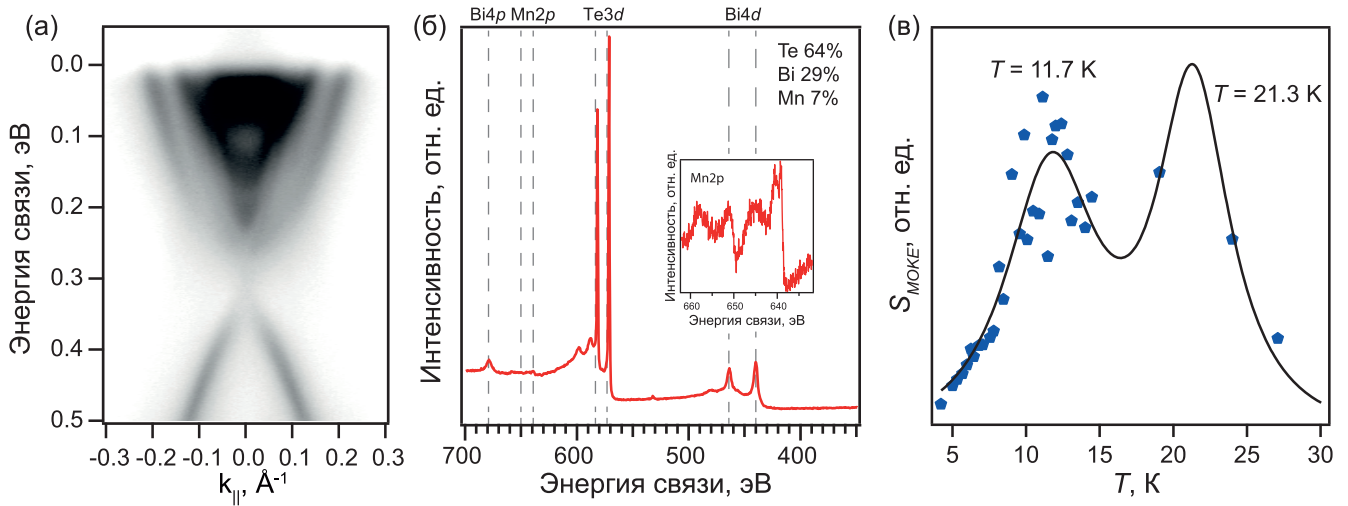 (а)
0.0
0.1
0.2
0.3
0.4
0.5
Энергия связи, эВ
-0.3 -0.2 -0.1 0.0 0.1 0.2 0.3
k||, Å-1
(б)
Bi4p Mn2p Te3d Bi4d
Te 64%
Bi 29%
Mn 7%
Интенсивность, отн. ед.
Mn2p
Интенсивность, отн. ед.
660 650 640
Энергия связи, эВ
700 600 500 400
Энергия связи, эВ
(в)
T = 11.7 K
T = 21.3 K
SMOKE, отн. ед.
5 10 15 20 25 30
T, К